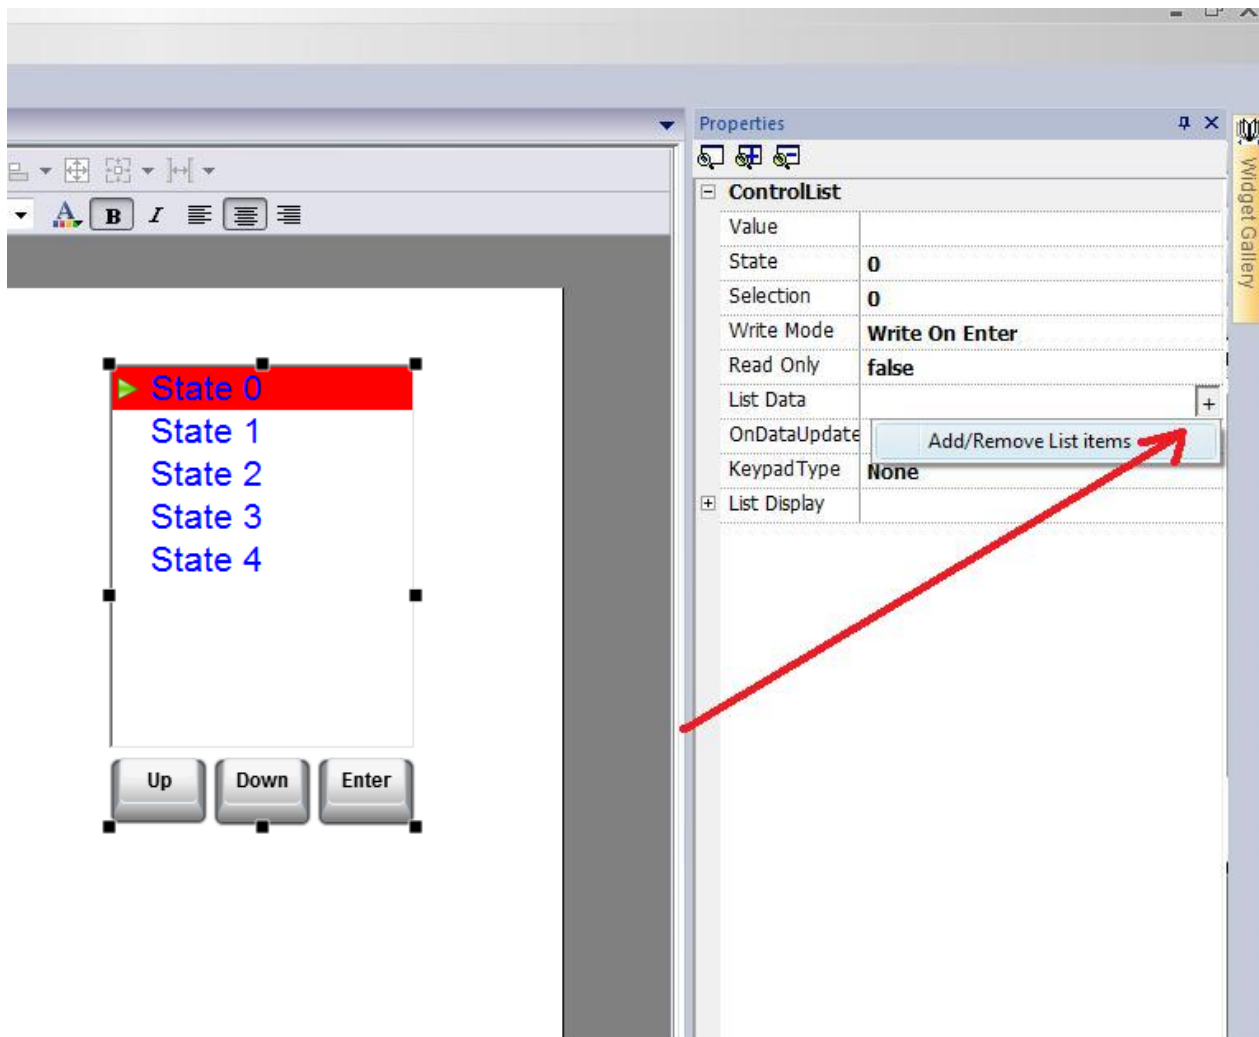 Properties
Widget Gallery
ControlList
B I
Value
State 0
Selection 0
Write Mode Write On Enter
Read Only false
List Data +
OnDataUpdate
Add/Remove List items
KeypadType None
List Display
State 0
State 1
State 2
State 3
State 4
Up Down Enter